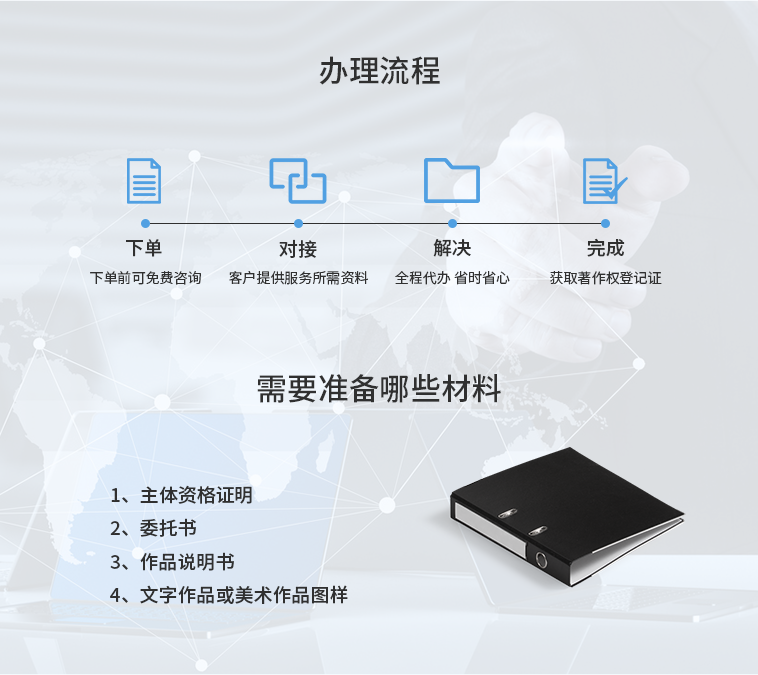 办理流程
下单 对接 解决 完成
下单前可免费咨询 客户提供服务所需资料 全程代办 省时省心 获取著作权登记证
需要准备哪些材料
1、主体资格证明
2、委托书
3、作品说明书
4、文字作品或美术作品图样